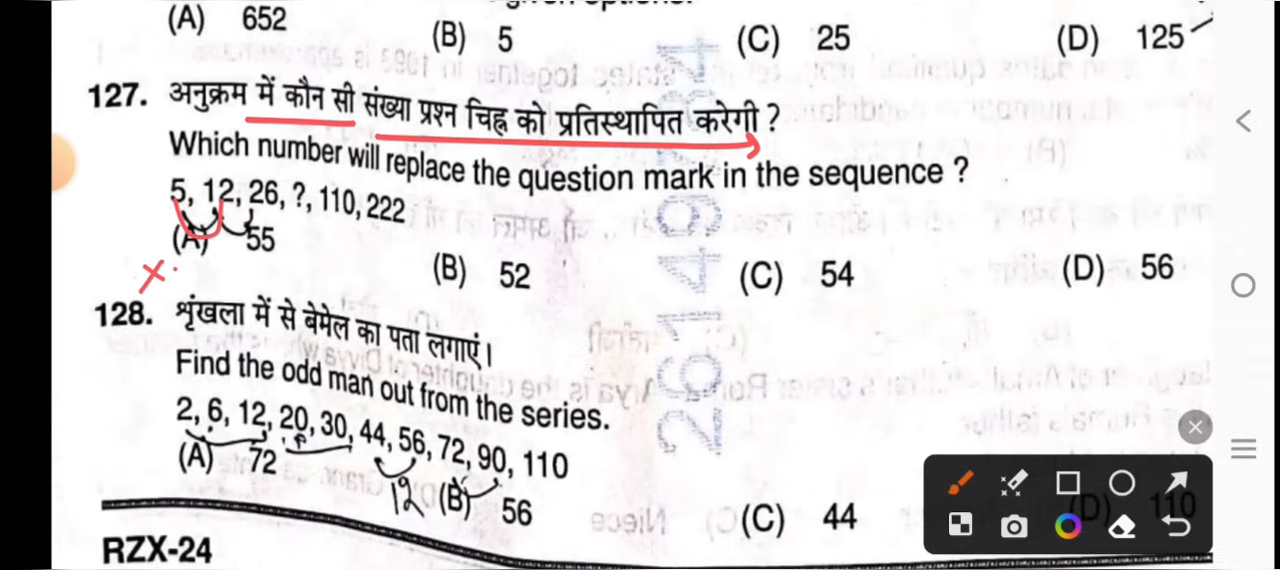 (A) 652 (B) 5 (C) 25 (D) 125
127. अनुक्रम में कौन सी संख्या प्रश्न चिह्न को प्रतिस्थापित करेगी ?
Which number will replace the question mark in the sequence ?
5, 12, 26, ?, 110, 222
(A) 55 (B) 52 (C) 54 (D) 56
128. श्रृंखला में से बेमेल का पता लगाएं।
Find the odd man out from the series.
2, 6, 12, 20, 30, 44, 56, 72, 90, 110
(A) 72 (B) 56 (C) 44 (D) 110
12
RZX-24